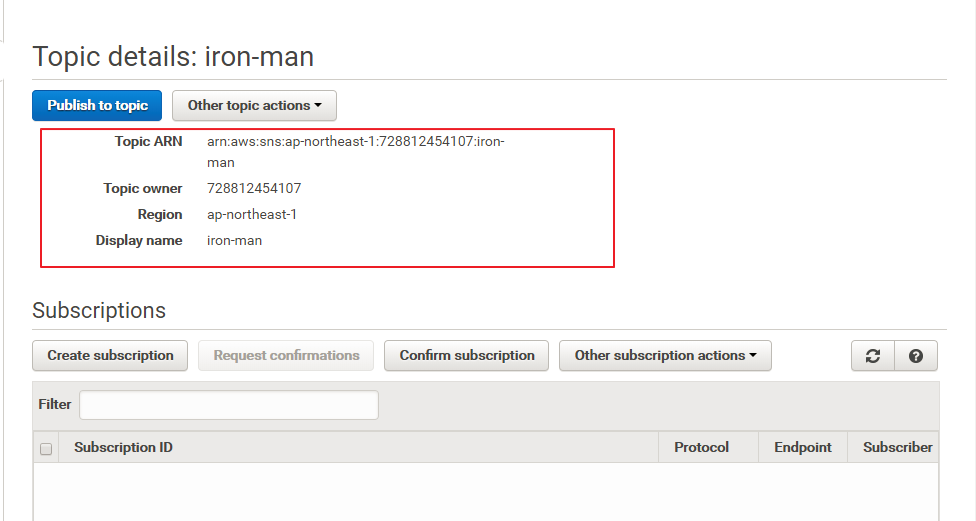 Topic details: iron-man
Publish to topic Other topic actions
Topic ARN arn:aws:sns:ap-northeast-1:728812454107:iron-
man
Topic owner 728812454107
Region ap-northeast-1
Display name iron-man
Subscriptions
Create subscription Request confirmations Confirm subscription Other subscription actions
Filter
Subscription ID Protocol Endpoint Subscriber